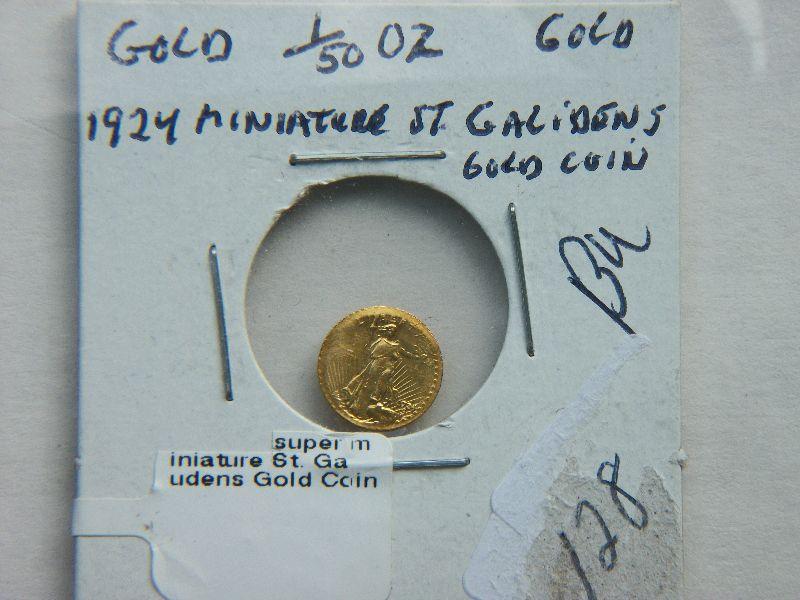 GOLD 1/50 OZ GOLD
1924 MINIATURE ST. GALIDENS
GOLD COIN
BU
super m
iniature St. Ga
udens Gold Coin
128